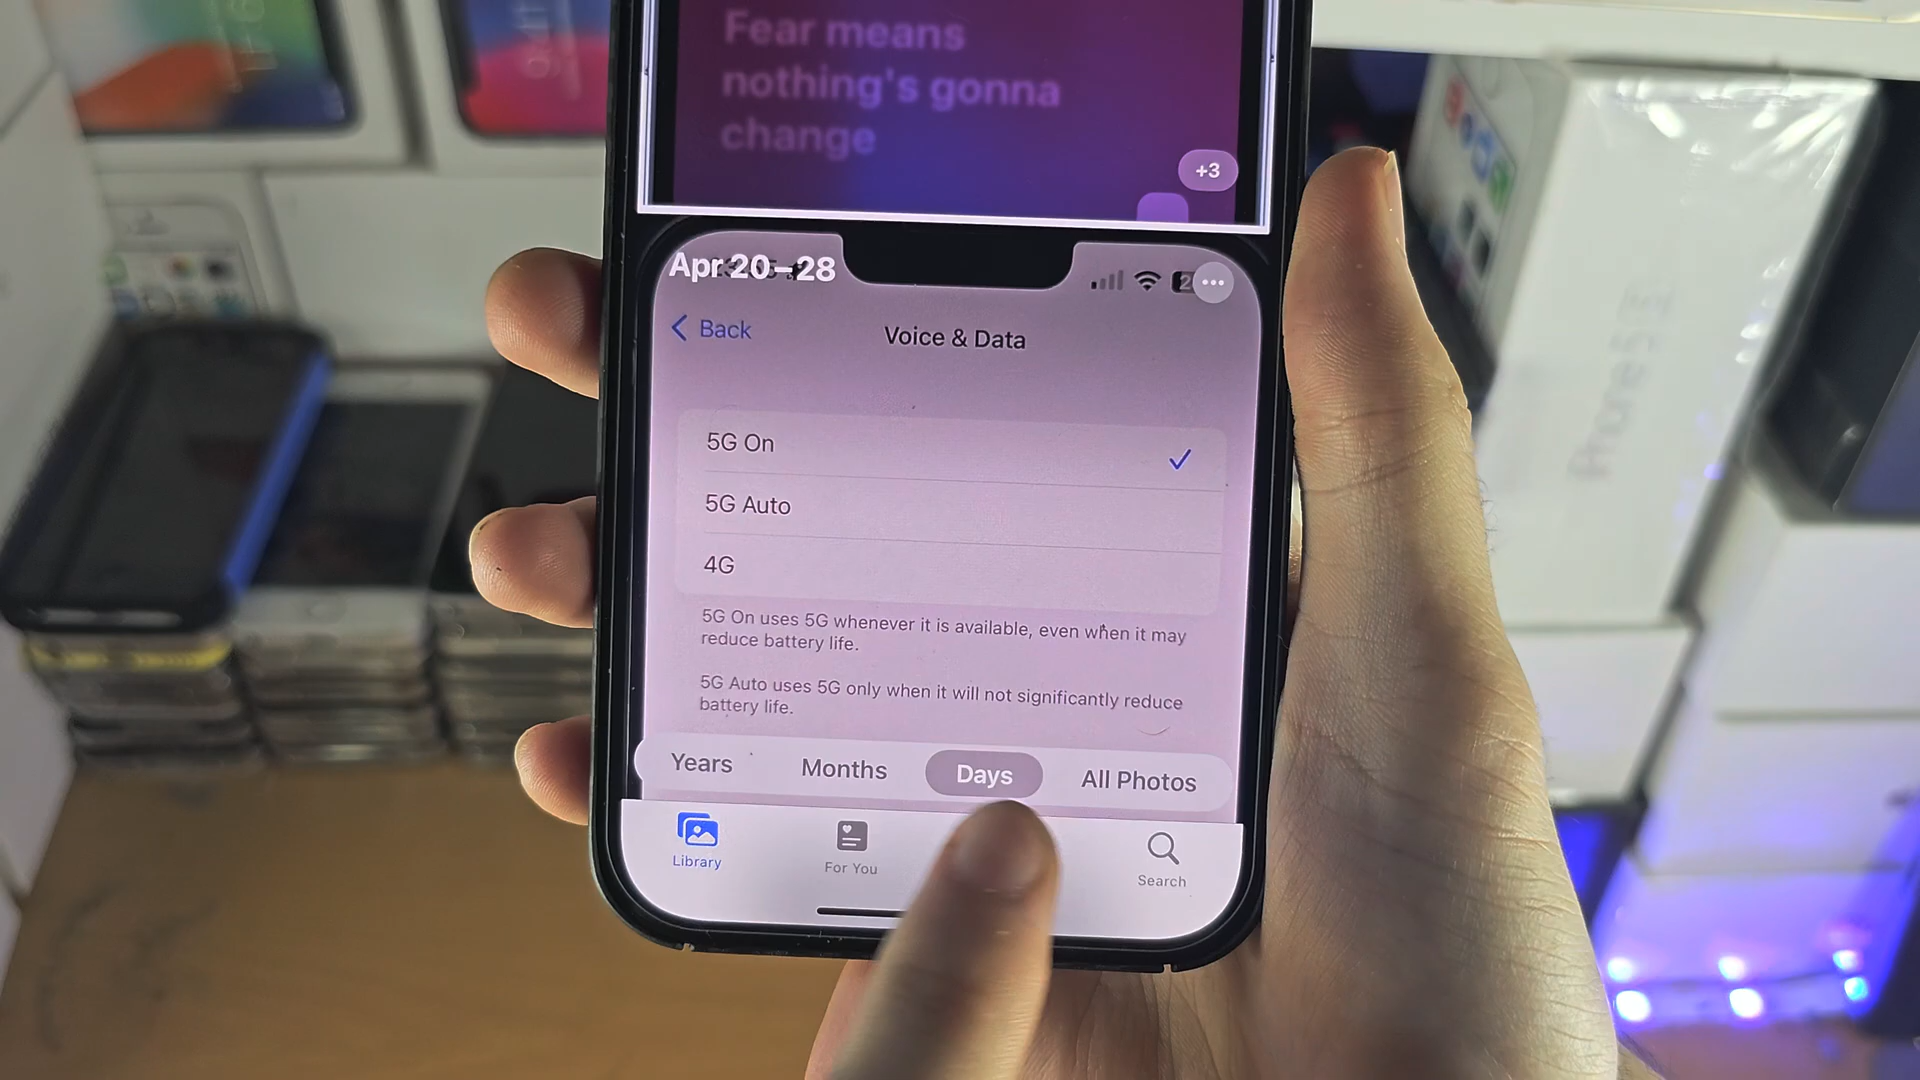 Fear means
nothing's gonna
change
+3
Apr 20–28
Back
Voice & Data
5G On
5G Auto
4G
5G On uses 5G whenever it is available, even when it may
reduce battery life.
5G Auto uses 5G only when it will not significantly reduce
battery life.
Years Months Days All Photos
Library
For You
Search